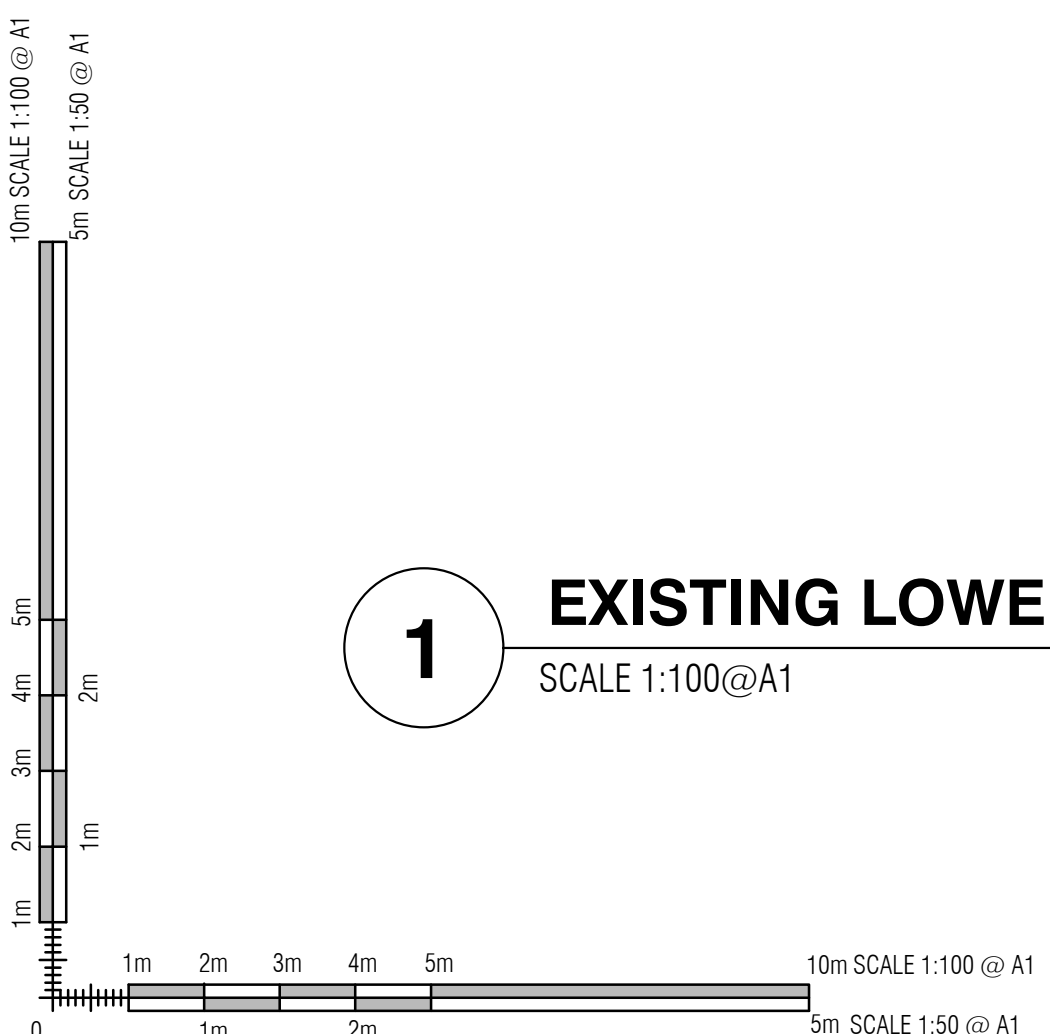 10m SCALE 1:100 @ A1
5m SCALE 1:50 @ A1
5m
4m
3m
2m
1m
2m
1m
1
EXISTING LOWE
SCALE 1:100@A1
1m 2m 3m 4m 5m
10m SCALE 1:100 @ A1
0 1m 2m
5m SCALE 1:50 @ A1